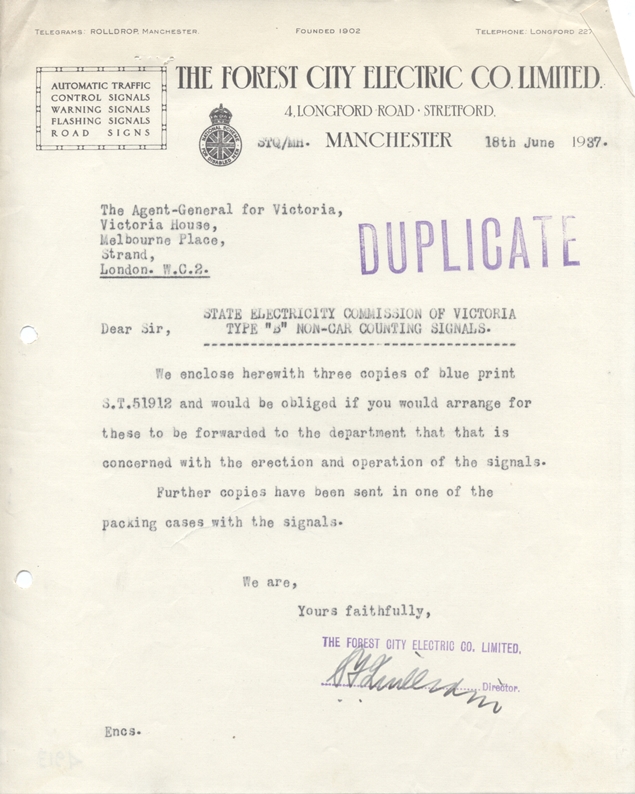 TELEGRAMS: ROLLDROP, MANCHESTER.
FOUNDED 1902
TELEPHONE: LONGFORD 227
AUTOMATIC TRAFFIC
CONTROL SIGNALS
WARNING SIGNALS
FLASHING SIGNALS
ROAD SIGNS
THE FOREST CITY ELECTRIC CO. LIMITED.
4, LONGFORD ROAD · STRETFORD.
STQ/MH. MANCHESTER 18th June 1937.
The Agent-General for Victoria,
Victoria House,
Melbourne Place,
Strand,
London. W.C.2.
DUPLICATE
STATE ELECTRICITY COMMISSION OF VICTORIA
Dear Sir, TYPE "B" NON-CAR COUNTING SIGNALS.
We enclose herewith three copies of blue print
S.T.51912 and would be obliged if you would arrange for
these to be forwarded to the department that that is
concerned with the erection and operation of the signals.
Further copies have been sent in one of the
packing cases with the signals.
We are,
Yours faithfully,
THE FOREST CITY ELECTRIC CO. LIMITED.
Director.
Encs.